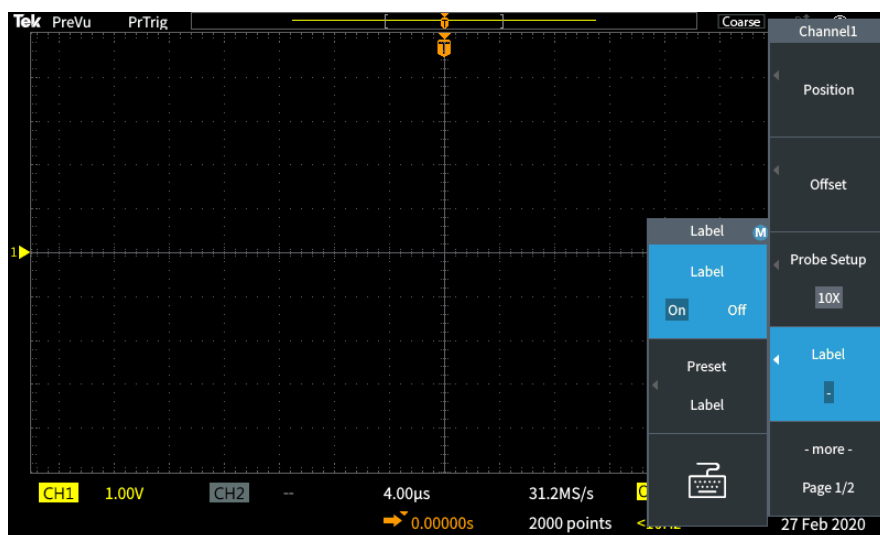 Tek PreVu PrTrig Coarse
T
T
Channel1
Position
Offset
Label M
Label
On Off
Preset
Label
Probe Setup
10X
Label
-
- more -
Page 1/2
1
CH1 1.00V CH2 -- 4.00µs 31.2MS/s
0.00000s 2000 points 27 Feb 2020